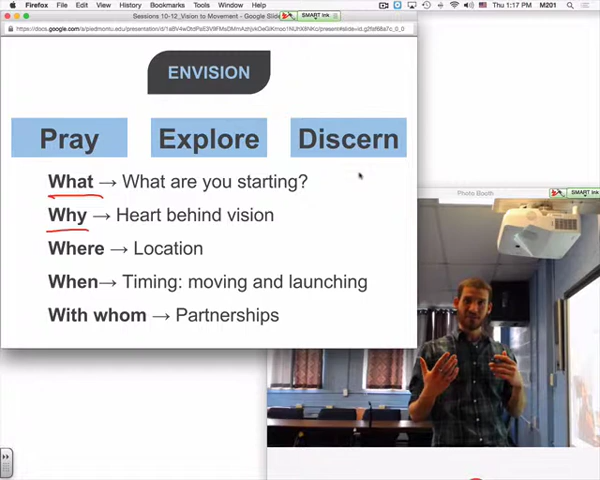 Firefox File Edit View History Bookmarks Tools Window Help Thu 1:17 PM M201
Sessions 10-12_Vision to Movement - Google Slid
SMART Ink
ENVISION
Pray Explore Discern
What → What are you starting?
Why → Heart behind vision
Where → Location
When→ Timing: moving and launching
With whom → Partnerships
Photo Booth
SMART Ink